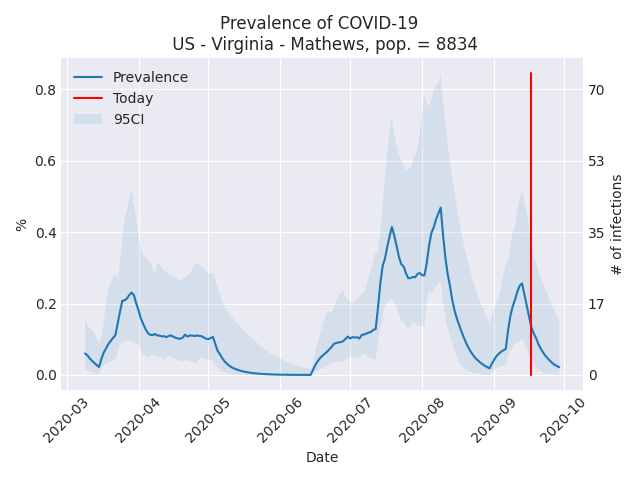 Prevalence of COVID-19
US - Virginia - Mathews, pop. = 8834
Prevalence
Today
95CI
%
0.8
0.6
0.4
0.2
0.0
70
53
35
17
0
# of infections
2020-03
2020-04
2020-05
2020-06
2020-07
2020-08
2020-09
2020-10
Date